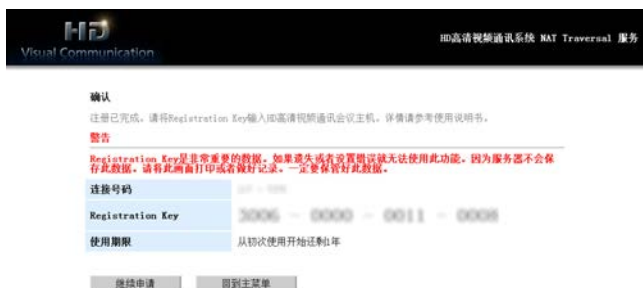 HD
Visual Communication
HD高清视频通讯系统 NAT Traversal 服务
确认
注册已完成。请将Registration Key输入HD高清视频通讯会议主机。详情请参考使用说明书。
警告
Registration Key是非常重要的数据。如果遗失或者设置错误就无法使用此功能。因为服务器不会保
存此数据。请将此画面打印或者做好记录。一定要保管好此数据。
连接号码
Registration Key 3006 - 0000 - 0011 - 0008
使用期限 从初次使用开始还剩1年
继续申请 回到主菜单